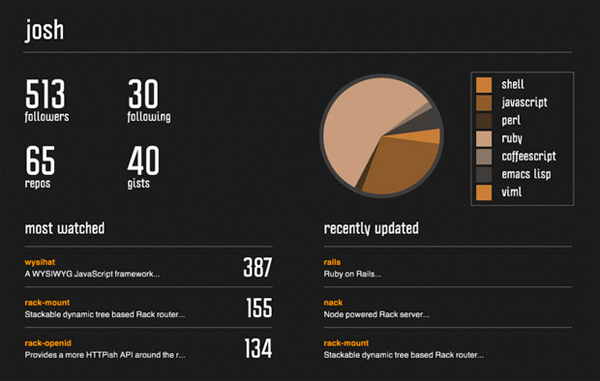 josh
513
followers
30
following
65
repos
40
gists
shell
javascript
perl
ruby
coffeescript
emacs lisp
viml
most watched
wysihat
A WYSIWYG JavaScript framework...
387
rack-mount
Stackable dynamic tree based Rack router...
155
rack-openid
Provides a more HTTPish API around the r...
134
recently updated
rails
Ruby on Rails...
nack
Node powered Rack server...
rack-mount
Stackable dynamic tree based Rack router...